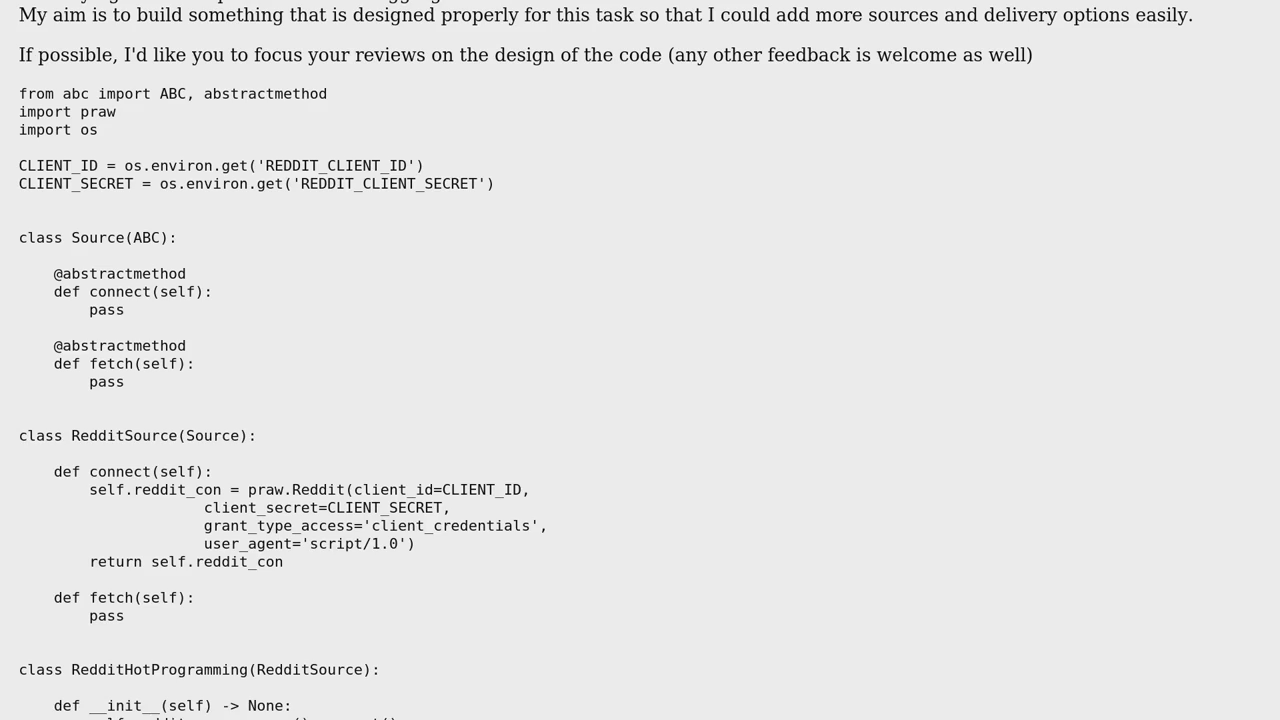 My aim is to build something that is designed properly for this task so that I could add more sources and delivery options easily.
If possible, I'd like you to focus your reviews on the design of the code (any other feedback is welcome as well)
from abc import ABC, abstractmethod
import praw
import os
CLIENT_ID = os.environ.get('REDDIT_CLIENT_ID')
CLIENT_SECRET = os.environ.get('REDDIT_CLIENT_SECRET')
class Source(ABC):
    @abstractmethod
    def connect(self):
        pass
    @abstractmethod
    def fetch(self):
        pass
class RedditSource(Source):
    def connect(self):
        self.reddit_con = praw.Reddit(client_id=CLIENT_ID,
                     client_secret=CLIENT_SECRET,
                     grant_type_access='client_credentials',
                     user_agent='script/1.0')
        return self.reddit_con
    def fetch(self):
        pass
class RedditHotProgramming(RedditSource):
    def __init__(self) -> None: